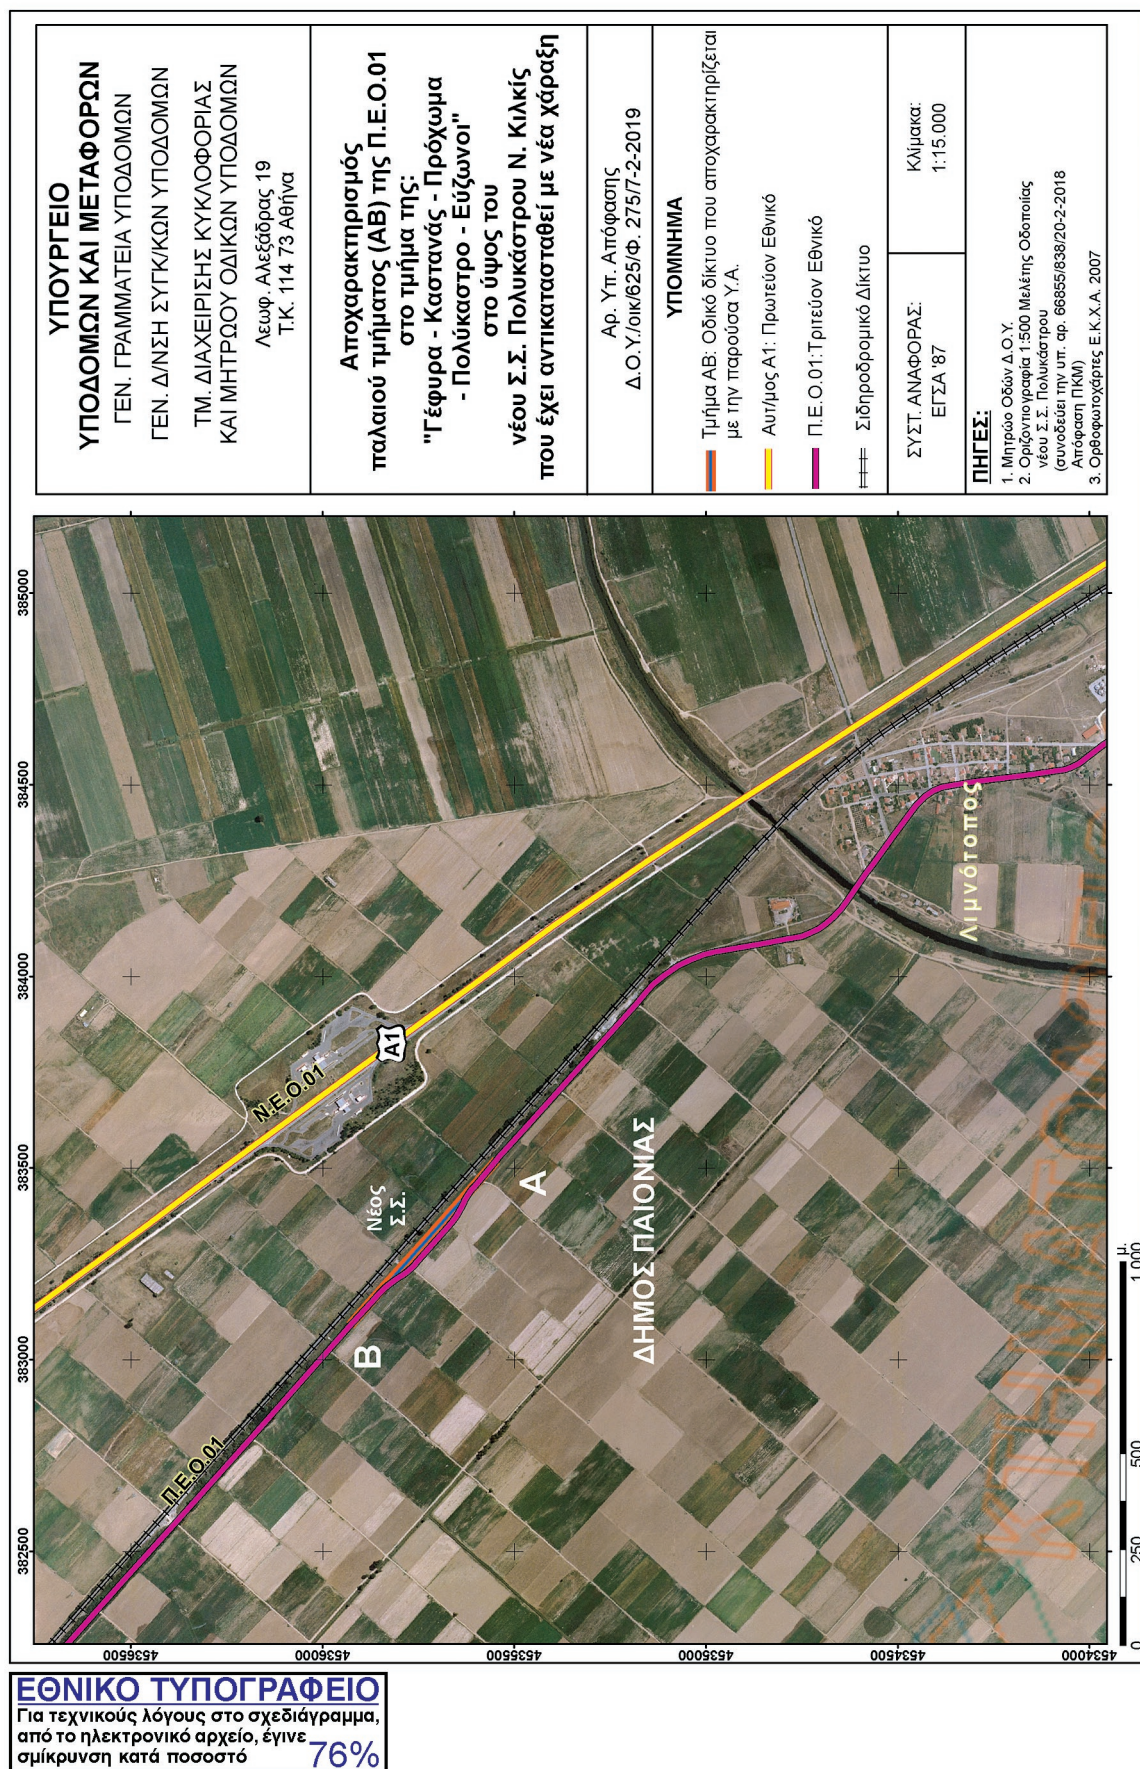 ΥΠΟΥΡΓΕΙΟ
ΥΠΟΔΟΜΩΝ ΚΑΙ ΜΕΤΑΦΟΡΩΝ
ΓΕΝ. ΓΡΑΜΜΑΤΕΙΑ ΥΠΟΔΟΜΩΝ
ΓΕΝ. Δ/ΝΣΗ ΣΥΓΚ/ΚΩΝ ΥΠΟΔΟΜΩΝ
ΤΜ. ΔΙΑΧΕΙΡΙΣΗΣ ΚΥΚΛΟΦΟΡΙΑΣ
ΚΑΙ ΜΗΤΡΩΟΥ ΟΔΙΚΩΝ ΥΠΟΔΟΜΩΝ
Λεωφ. Αλεξάδρας 19
Τ.Κ. 114 73 Αθήνα
Αποχαρακτηρισμός
παλαιού τμήματος (ΑΒ) της Π.Ε.Ο.01
στο τμήμα της:
"Γέφυρα - Καστανάς - Πρόχωμα
- Πολύκαστρο - Εύζωνοι"
στο ύψος του
νέου Σ.Σ. Πολυκάστρου Ν. Κιλκίς
που έχει αντικατασταθεί με νέα χάραξη
Αρ. Υπ. Απόφασης
Δ.Ο.Υ./οικ/625/Φ. 275/7-2-2019
ΥΠΟΜΝΗΜΑ
Τμήμα ΑΒ: Οδικό δίκτυο που αποχαρακτηρίζεται
με την παρούσα Υ.Α.
Αυτ/μος Α1: Πρωτεύον Εθνικό
Π.Ε.Ο.01: Τριτεύον Εθνικό
Σιδηροδρομικό Δίκτυο
ΣΥΣΤ. ΑΝΑΦΟΡΑΣ:
ΕΓΣΑ '87
Κλίμακα:
1:15.000
ΠΗΓΕΣ:
1. Μητρώο Οδών Δ.Ο.Υ.
2. Οριζοντιογραφία 1:500 Μελέτης Οδοποιίας
νέου Σ.Σ. Πολυκάστρου
(συνοδεύει την υπ. αρ. 66855/838/20-2-2018
Απόφαση ΠΚΜ)
3. Ορθοφωτοχάρτες Ε.Κ.Χ.Α. 2007
382500
383000
383500
384000
384500
385000
4536500
4536000
4535500
4535000
4534500
4534000
Π.Ε.Ο.01
Ν.Ε.Ο.01
Α1
Νέος
Σ.Σ.
Β
Α
ΔΗΜΟΣ ΠΑΙΟΝΙΑΣ
Λιμνότοπος
ΚΤΗΜΑΤΟΛΟΓΙΟ
0
250
500
1.000
μ.
ΕΘΝΙΚΟ ΤΥΠΟΓΡΑΦΕΙΟ
Για τεχνικούς λόγους στο σχεδιάγραμμα,
από το ηλεκτρονικό αρχείο, έγινε
σμίκρυνση κατά ποσοστό 76%